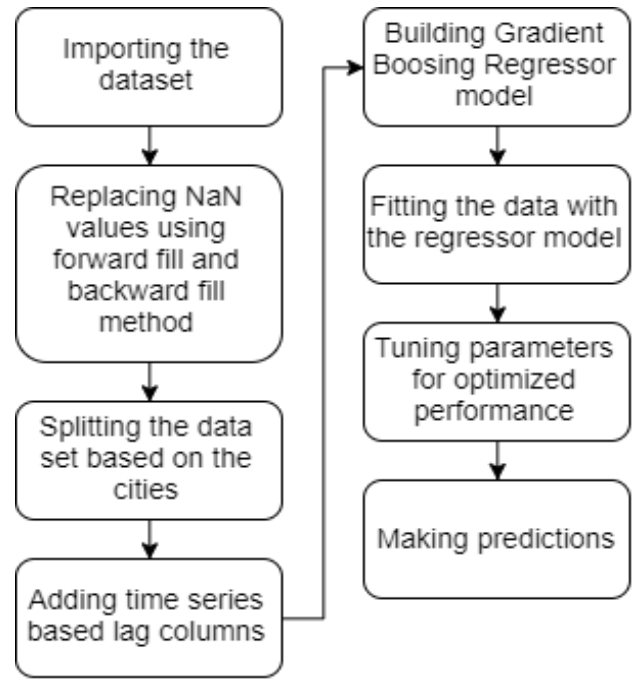 Importing the
dataset
Replacing NaN
values using
forward fill and
backward fill
method
Splitting the data
set based on the
cities
Adding time series
based lag columns
Building Gradient
Boosing Regressor
model
Fitting the data with
the regressor model
Tuning parameters
for optimized
performance
Making predictions